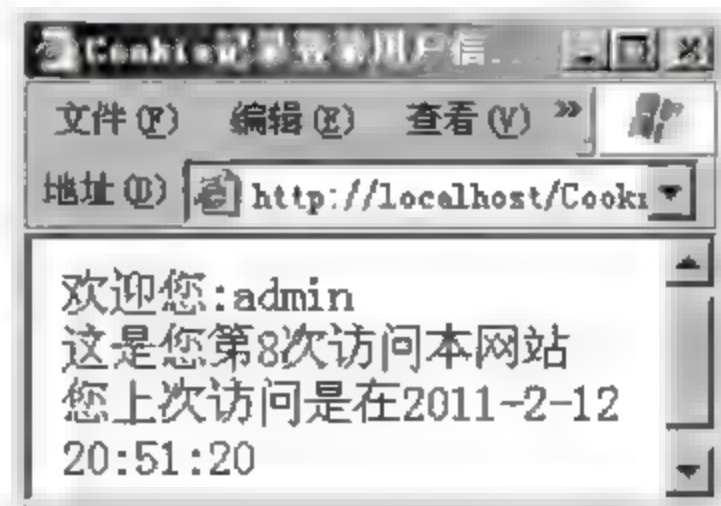 Cookies记录登录用户信...
文件(F) 编辑(E) 查看(V) »
地址(D) http://localhost/Cooki
欢迎您:admin
这是您第8次访问本网站
您上次访问是在2011-2-12
20:51:20